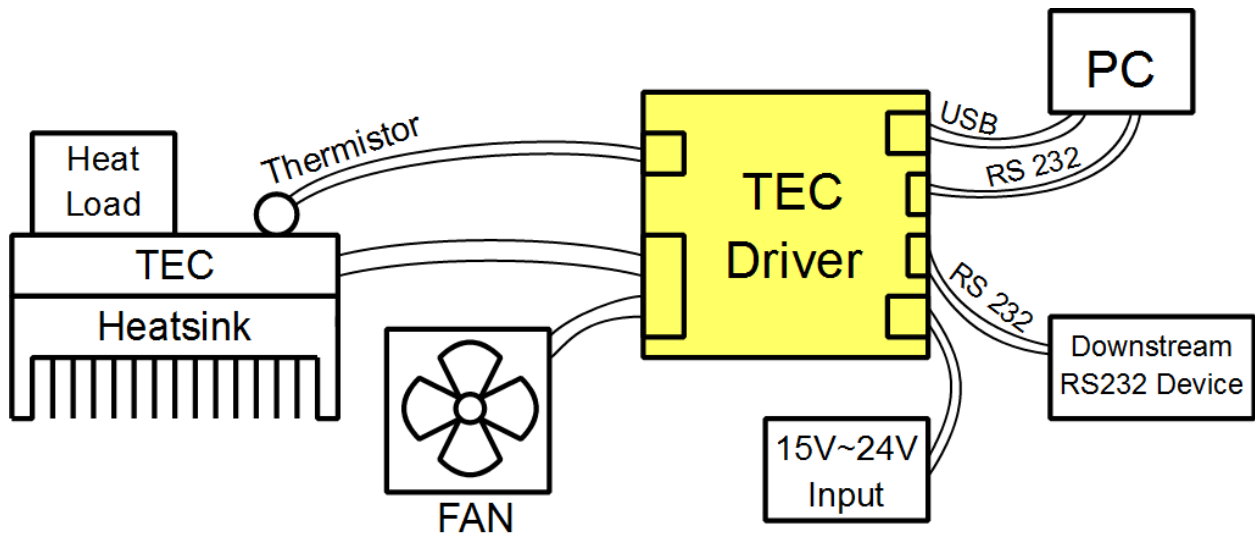 Heat
Load
Thermistor
TEC
Heatsink
FAN
TEC
Driver
USB
RS 232
PC
RS 232
Downstream
RS232 Device
15V~24V
Input